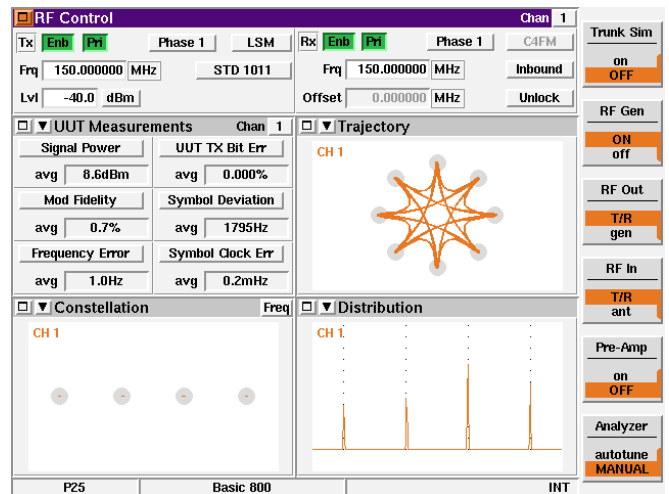 RF Control Chan 1
Tx Enb Pri Phase 1 LSM Rx Enb Pri Phase 1 C4FM
Frq 150.000000 MHz STD 1011 Frq 150.000000 MHz Inbound
Lvl -40.0 dBm Offset 0.000000 MHz Unlock
UUT Measurements Chan 1
Signal Power UUT TX Bit Err
avg 8.6dBm avg 0.000%
Mod Fidelity Symbol Deviation
avg 0.7% avg 1795Hz
Frequency Error Symbol Clock Err
avg 1.0Hz avg 0.2mHz
Trajectory
CH 1
Constellation Freq
CH 1
Distribution
CH 1
Trunk Sim
on
OFF
RF Gen
ON
off
RF Out
T/R
gen
RF In
T/R
ant
Pre-Amp
on
OFF
Analyzer
autotune
MANUAL
P25 Basic 800 INT